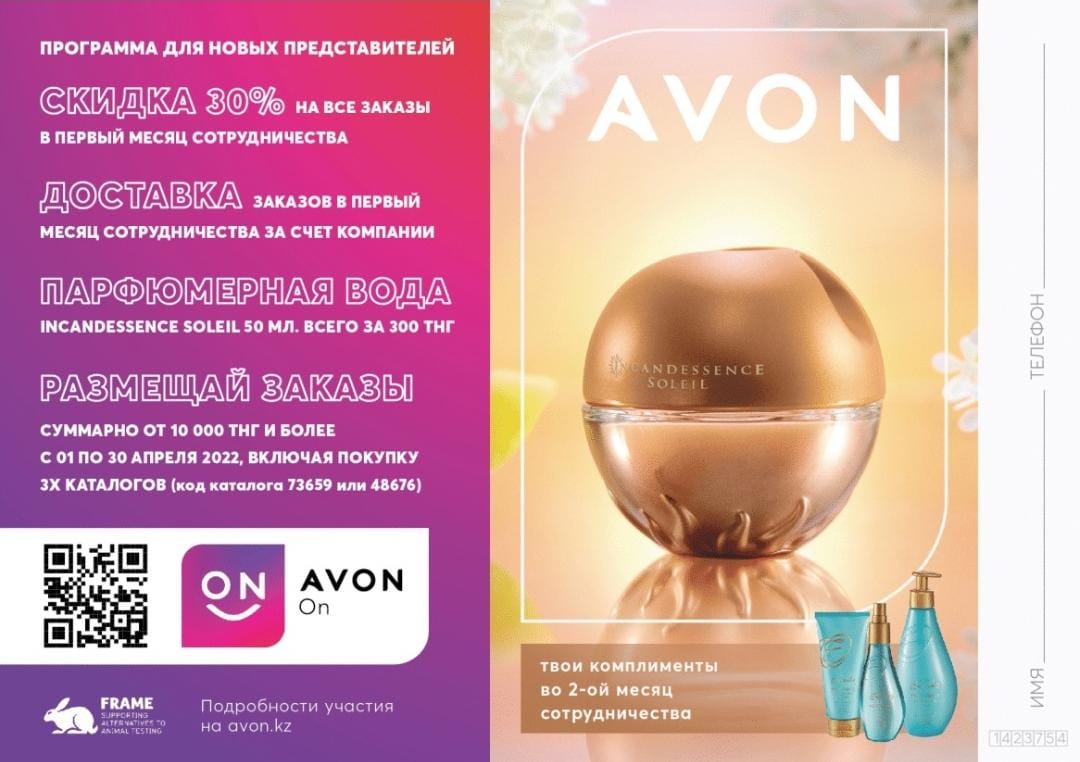 ПРОГРАММА ДЛЯ НОВЫХ ПРЕДСТАВИТЕЛЕЙ
СКИДКА 30% НА ВСЕ ЗАКАЗЫ
В ПЕРВЫЙ МЕСЯЦ СОТРУДНИЧЕСТВА
ДОСТАВКА ЗАКАЗОВ В ПЕРВЫЙ
МЕСЯЦ СОТРУДНИЧЕСТВА ЗА СЧЕТ КОМПАНИИ
ПАРФЮМЕРНАЯ ВОДА
INCANDESSENCE SOLEIL 50 МЛ. ВСЕГО ЗА 300 ТНГ
РАЗМЕЩАЙ ЗАКАЗЫ
СУММАРНО ОТ 10 000 ТНГ И БОЛЕЕ
С 01 ПО 30 АПРЕЛЯ 2022, ВКЛЮЧАЯ ПОКУПКУ
3Х КАТАЛОГОВ (код каталога 73659 или 48676)
ON
AVON
On
FRAME
SUPPORTING
ALTERNATIVES TO
ANIMAL TESTING
Подробности участия
на avon.kz
AVON
INCANDESSENCE
SOLEIL
твои комплименты
во 2-ой месяц
сотрудничества
ТЕЛЕФОН
ИМЯ
1423754